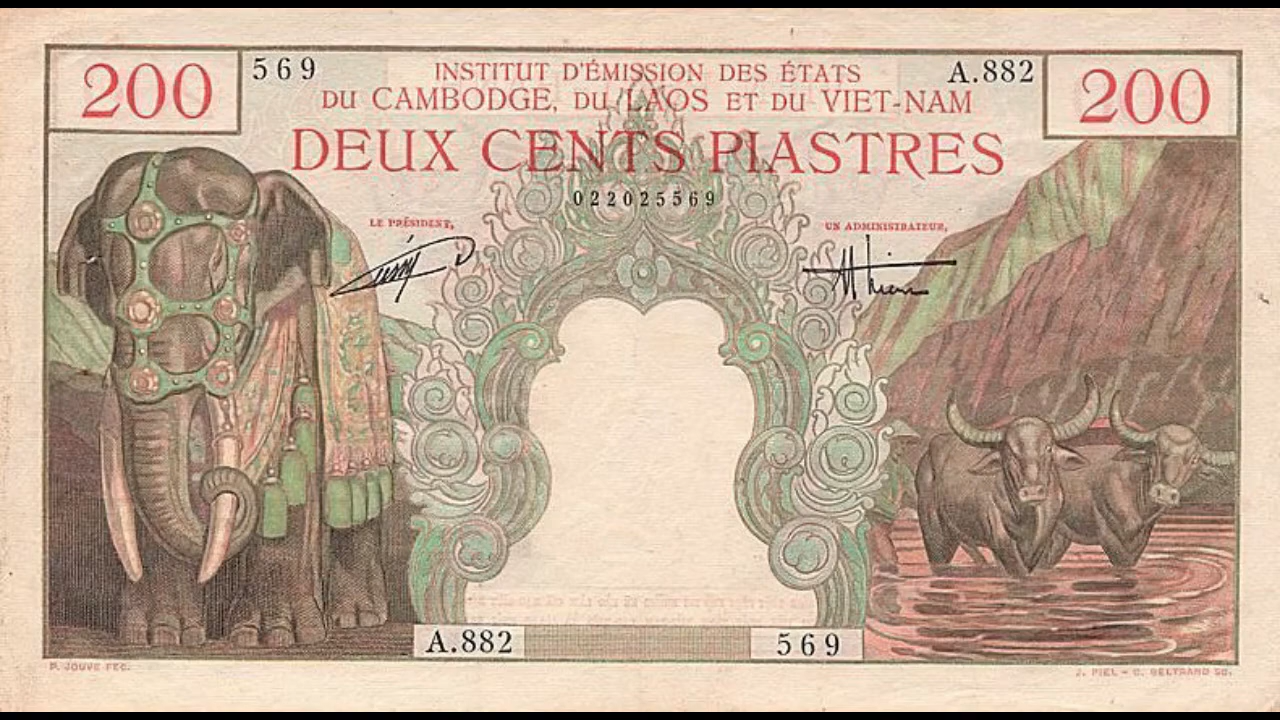 200
569
INSTITUT D'ÉMISSION DES ÉTATS
A.882
200
DU CAMBODGE, DU LAOS ET DU VIET-NAM
DEUX CENTS PIASTRES
022025569
LE PRÉSIDENT,
UN ADMINISTRATEUR,
A.882
569
P. JOUVE FEC.
J. PIEL - C. BELTRAND SC.